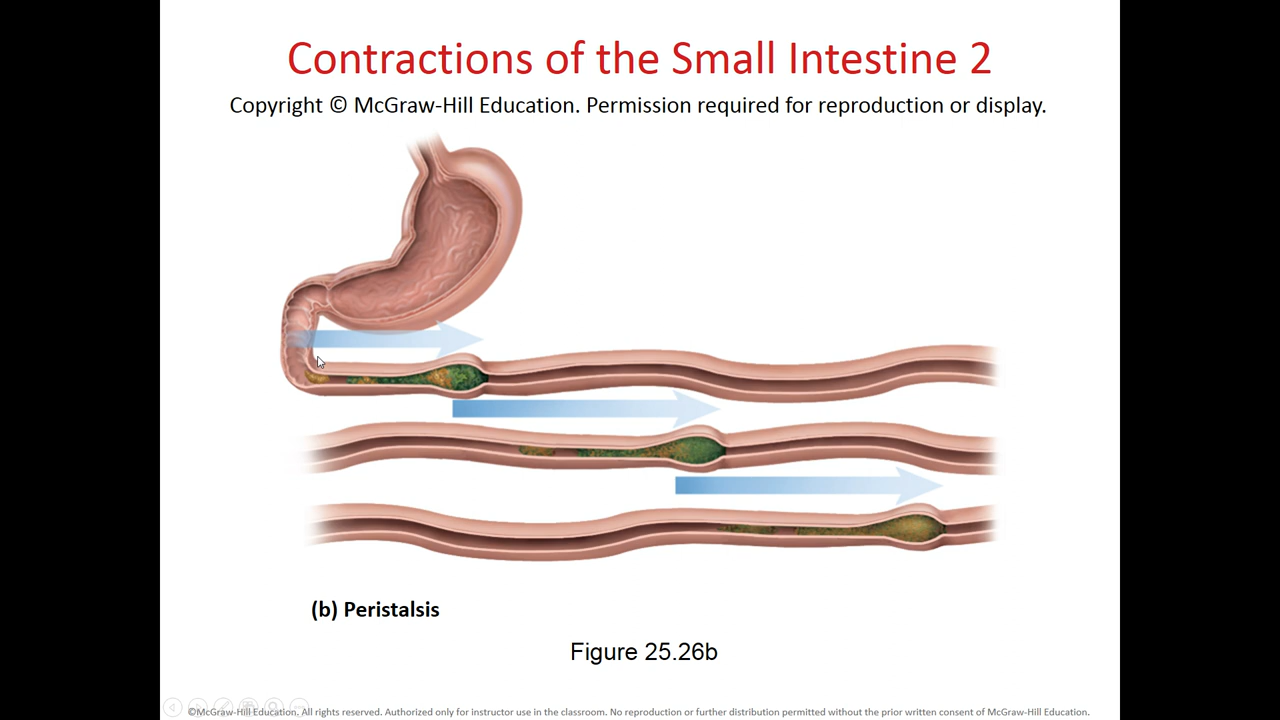 Contractions of the Small Intestine 2
Copyright © McGraw-Hill Education. Permission required for reproduction or display.
(b) Peristalsis
Figure 25.26b
©McGraw-Hill Education. All rights reserved. Authorized only for instructor use in the classroom. No reproduction or further distribution permitted without the prior written consent of McGraw-Hill Education.